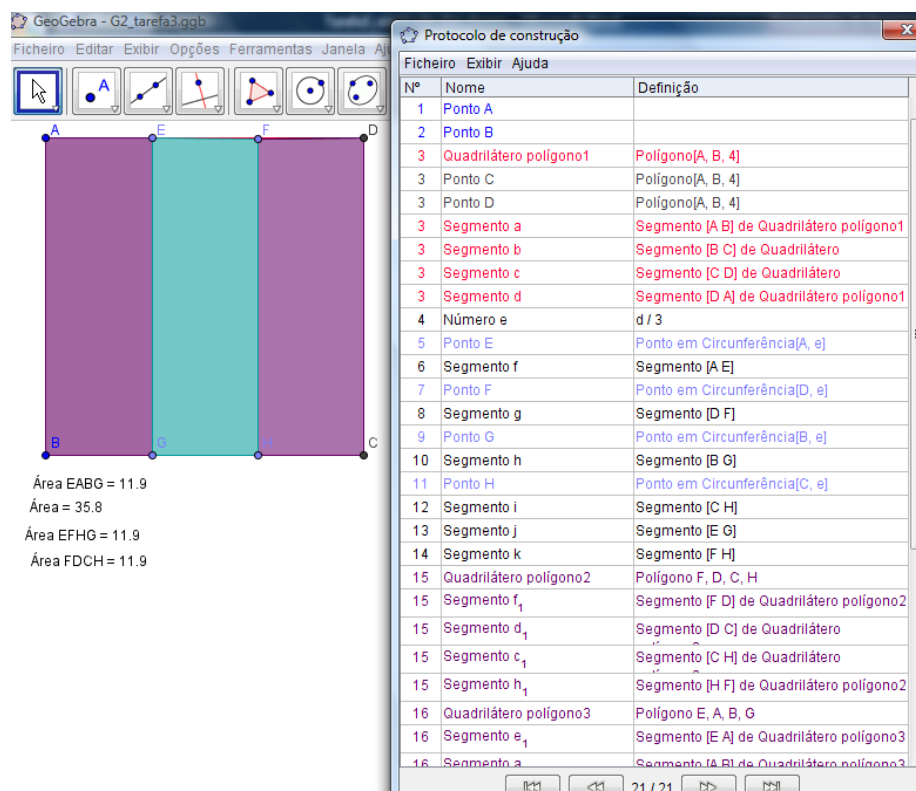 GeoGebra - G2_tarefa3.ggb
Ficheiro Editar Exibir Opções Ferramentas Janela
A
A E F D
B G H C
Área EABG = 11.9
Área = 35.8
Área EFHG = 11.9
Área FDCH = 11.9
Protocolo de construção
Ficheiro Exibir Ajuda
Nº Nome Definição
1 Ponto A
2 Ponto B
3 Quadrilátero polígono1 Polígono[A, B, 4]
3 Ponto C Polígono[A, B, 4]
3 Ponto D Polígono[A, B, 4]
3 Segmento a Segmento [A B] de Quadrilátero polígono1
3 Segmento b Segmento [B C] de Quadrilátero
3 Segmento c Segmento [C D] de Quadrilátero
3 Segmento d Segmento [D A] de Quadrilátero polígono1
4 Número e d / 3
5 Ponto E Ponto em Circunferência[A, e]
6 Segmento f Segmento [A E]
7 Ponto F Ponto em Circunferência[D, e]
8 Segmento g Segmento [D F]
9 Ponto G Ponto em Circunferência[B, e]
10 Segmento h Segmento [B G]
11 Ponto H Ponto em Circunferência[C, e]
12 Segmento i Segmento [C H]
13 Segmento j Segmento [E G]
14 Segmento k Segmento [F H]
15 Quadrilátero polígono2 Polígono F, D, C, H
15 Segmento f₁ Segmento [F D] de Quadrilátero polígono2
15 Segmento d₁ Segmento [D C] de Quadrilátero
15 Segmento c₁ Segmento [C H] de Quadrilátero
15 Segmento h₁ Segmento [H F] de Quadrilátero polígono2
16 Quadrilátero polígono3 Polígono E, A, B, G
16 Segmento e₁ Segmento [E A] de Quadrilátero polígono3
16 Segmento a Segmento [A B] de Quadrilátero polígono3
21 / 21